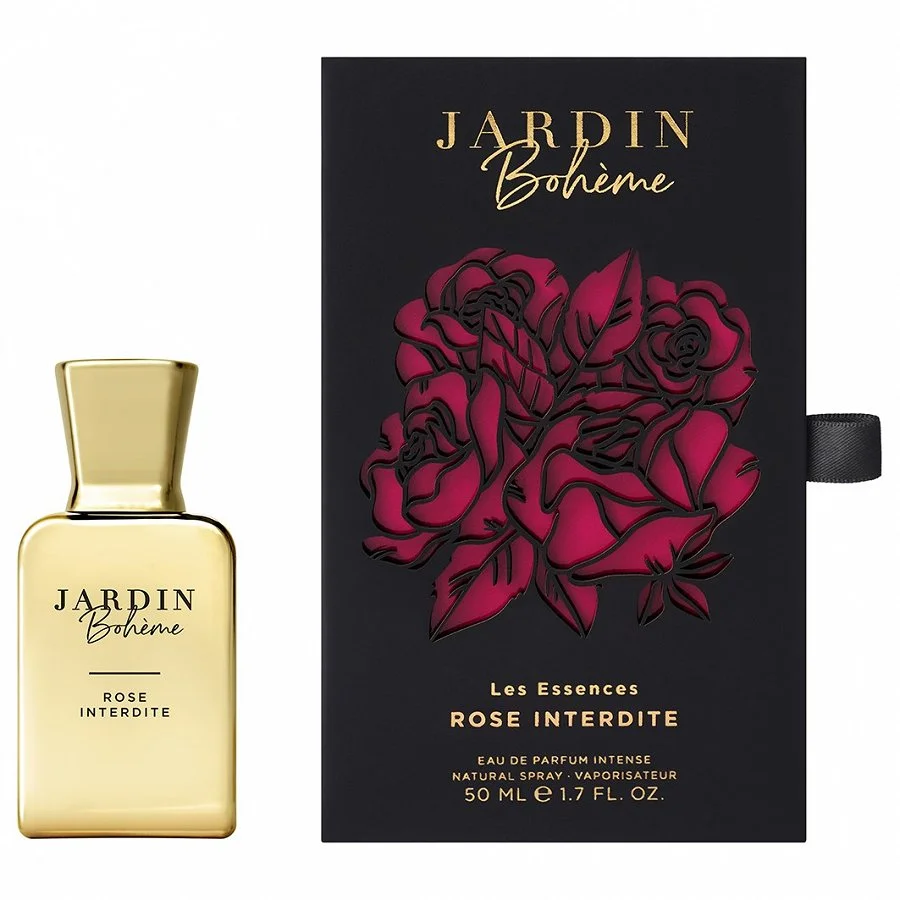 JARDIN
Bohème
ROSE
INTERDITE
JARDIN
Bohème
Les Essences
ROSE INTERDITE
EAU DE PARFUM INTENSE
NATURAL SPRAY · VAPORISATEUR
50 ML ℮ 1.7 FL. OZ.